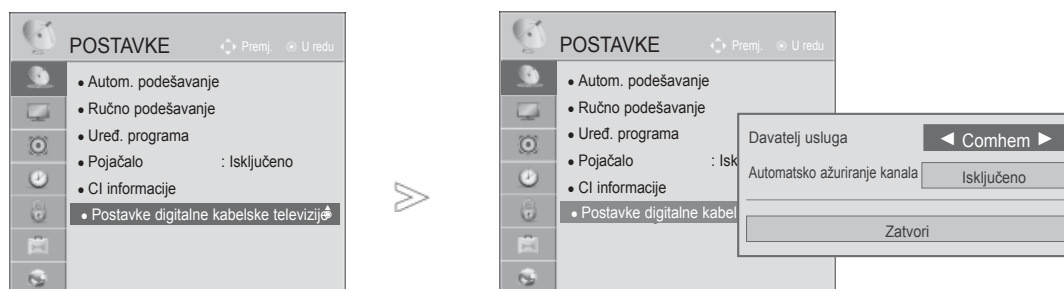 POSTAVKE Premj. U redu
• Autom. podešavanje
• Ručno podešavanje
• Uređ. programa
• Pojačalo : Isključeno
• CI informacije
• Postavke digitalne kabelske televizije
POSTAVKE Premj. U redu
• Autom. podešavanje
• Ručno podešavanje
• Uređ. programa
• Pojačalo : Isk
• CI informacije
• Postavke digitalne kabel
Davatelj usluga ◄ Comhem ►
Automatsko ažuriranje kanala Isključeno
Zatvori